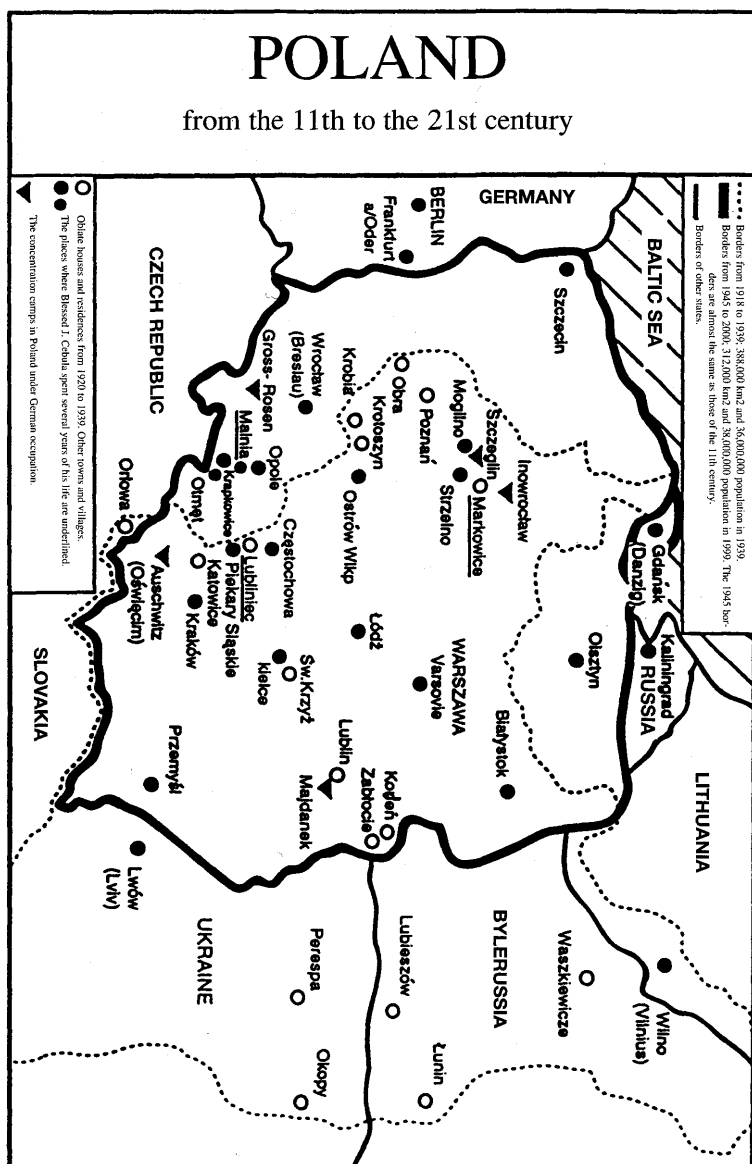 POLAND
from the 11th to the 21st century
Borders from 1918 to 1939; 388,000 km2 and 36,000,000 population in 1939.
Borders from 1945 to 2000; 312,000 km2 and 38,000,000 population in 1999. The 1945 bor-
ders are almost the same as those of the 11th century.
Borders of other states.
BALTIC SEA
GERMANY
LITHUANIA
Kaliningrad
RUSSIA
Gdańsk
(Danzig)
Wilno
(Vilnius)
Szczecin
Olsztyn
Waszkiewicze
BERLIN
Frankfurt
a/Oder
Inowrocław
Szczeglin
Markowice
Mogilno
Strzelno
Białystok
BYLERUSSIA
Poznań
Obra
WARSZAWA
Varsovie
Łunin
Krobia
Krotoszyn
Ostrów Wlkp
Łódź
Kodeń
Zabłocie
Lubieszów
Wrocław
(Breslau)
Lublin
Majdanek
Perespa
Okopy
Gross- Rosen
Malnia
Opole
Krapkowice
Otmęt
Częstochowa
Lubliniec
Piekary Sląskie
Katowice
Kraków
Św.Krzyż
kielce
UKRAINE
CZECH REPUBLIC
Orłowa
Auschwitz
(Oświęcim)
Przemyśl
Lwów
(Lviv)
SLOVAKIA
Oblate houses and residences from 1920 to 1939. Other towns and villages.
The places where Blessed J. Cebula spent several years of his life are underlined.
The concentration camps in Poland under German occupation.